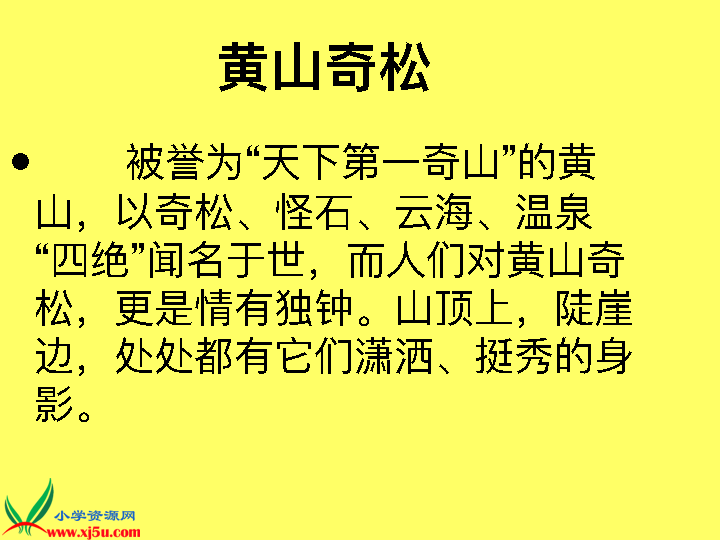 黄山奇松
• 被誉为“天下第一奇山”的黄
山，以奇松、怪石、云海、温泉
“四绝”闻名于世，而人们对黄山奇
松，更是情有独钟。山顶上，陡崖
边，处处都有它们潇洒、挺秀的身
影。
小学资源网
www.xj5u.com